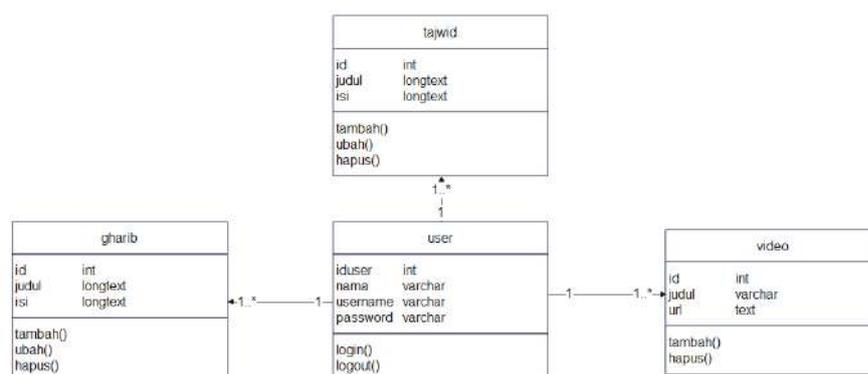 tajwid
id int
judul longtext
isi longtext
tambah()
ubah()
hapus()
1..*
1
gharib
id int
judul longtext
isi longtext
tambah()
ubah()
hapus()
1..*
1
user
iduser int
nama varchar
username varchar
password varchar
login()
logout()
1
1..*
video
id int
judul varchar
url text
tambah()
hapus()